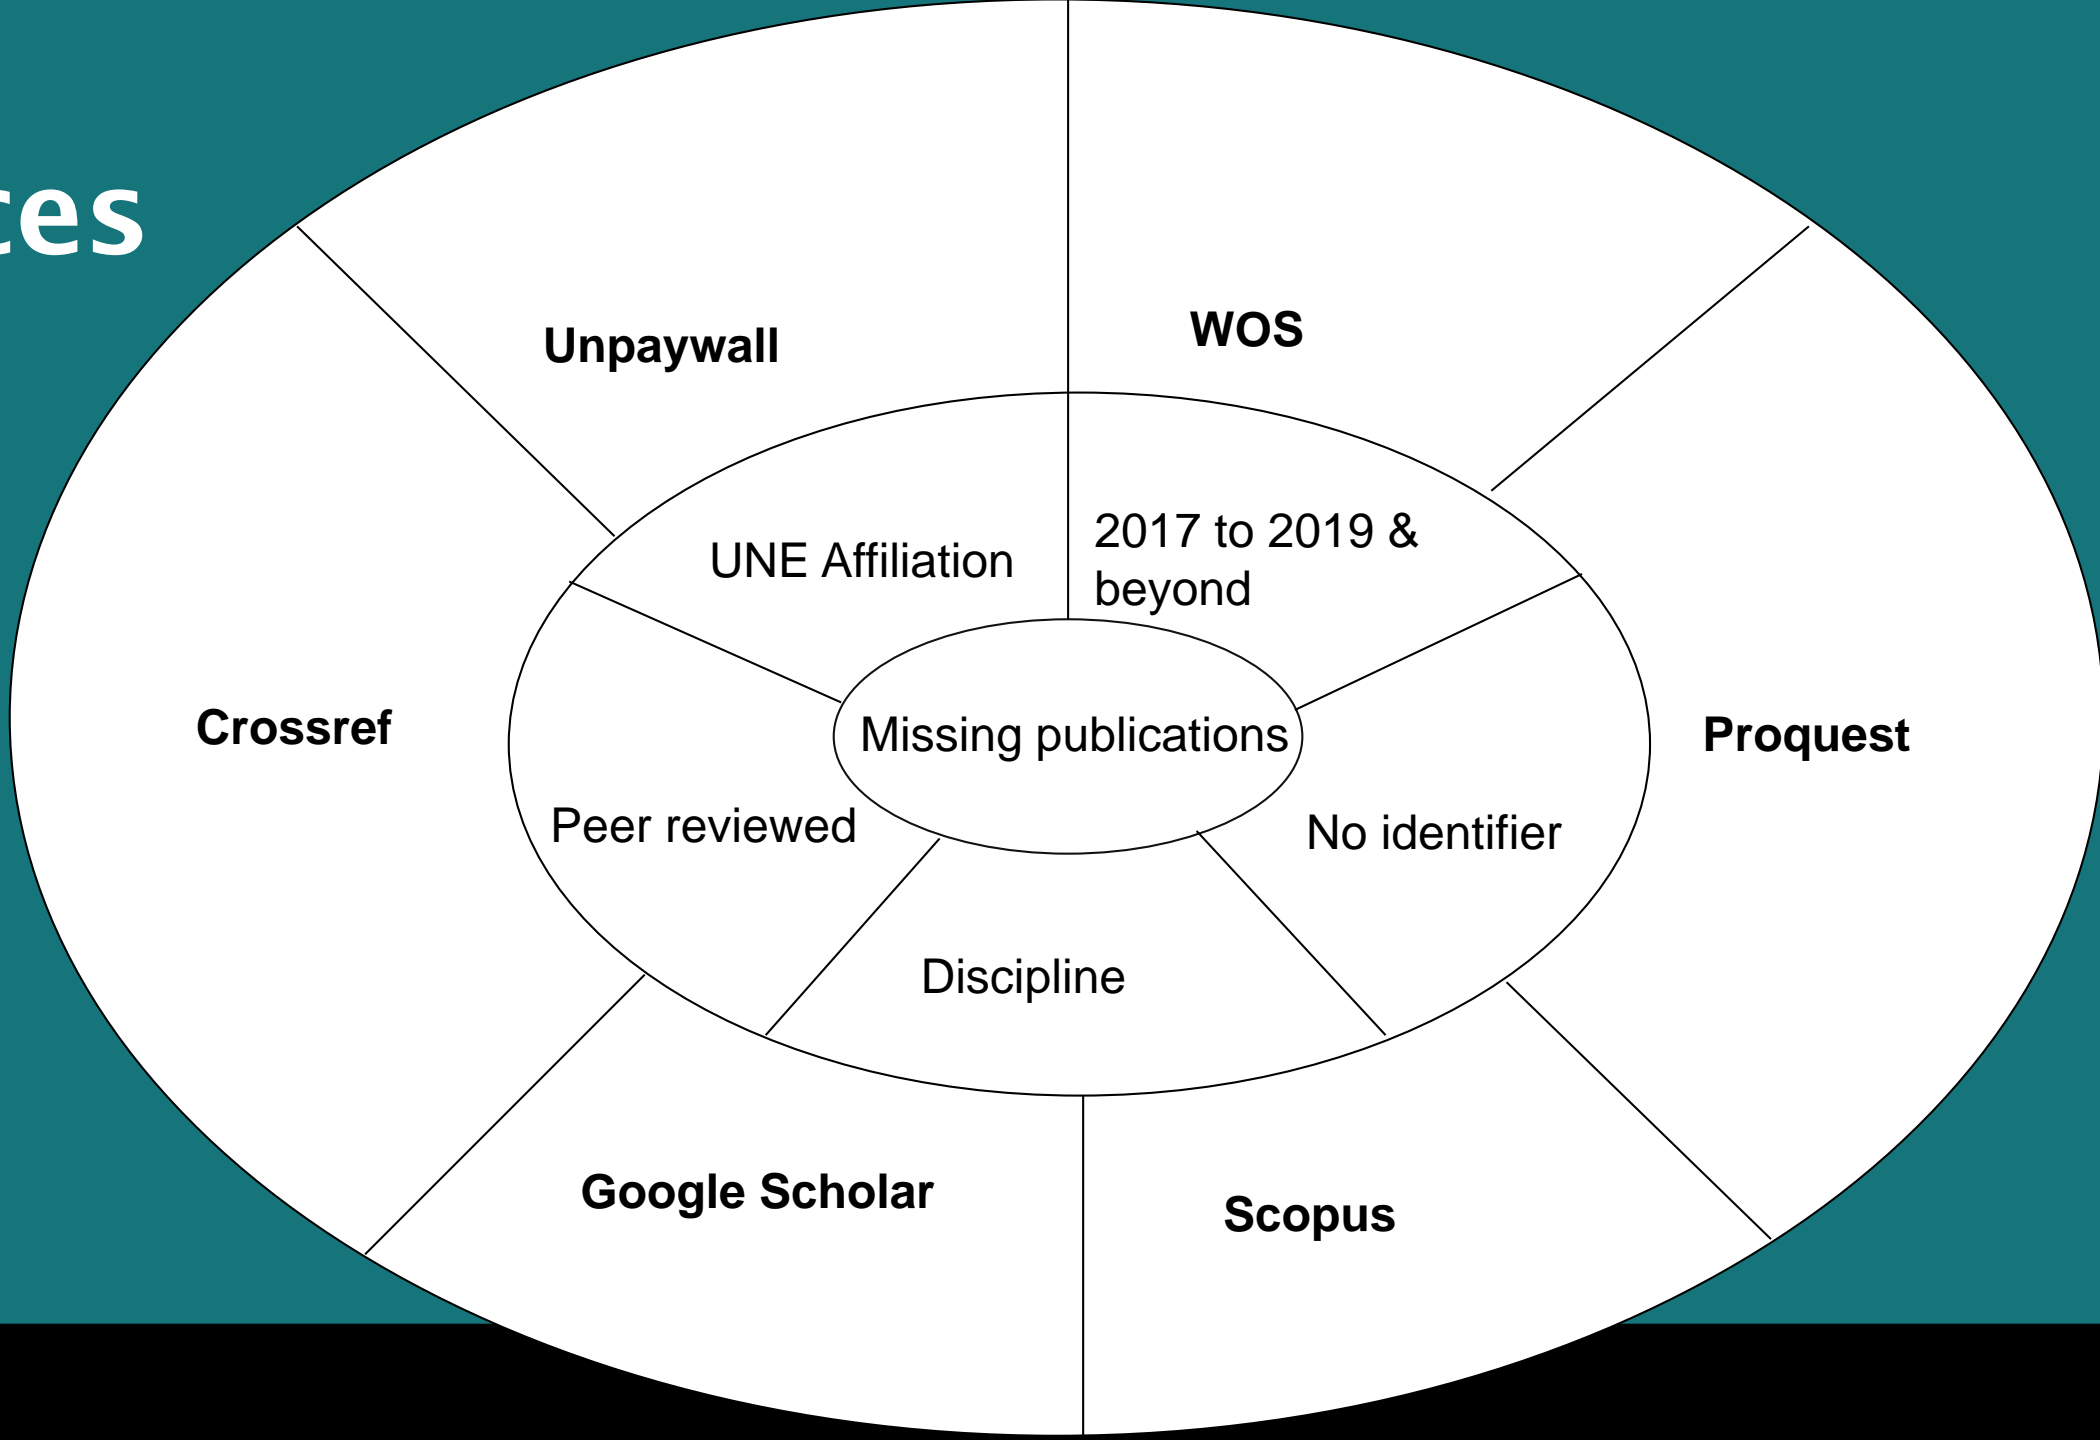 ces
Unpaywall
WOS
UNE Affiliation
2017 to 2019 &
beyond
Crossref
Missing publications
Proquest
Peer reviewed
No identifier
Discipline
Google Scholar
Scopus